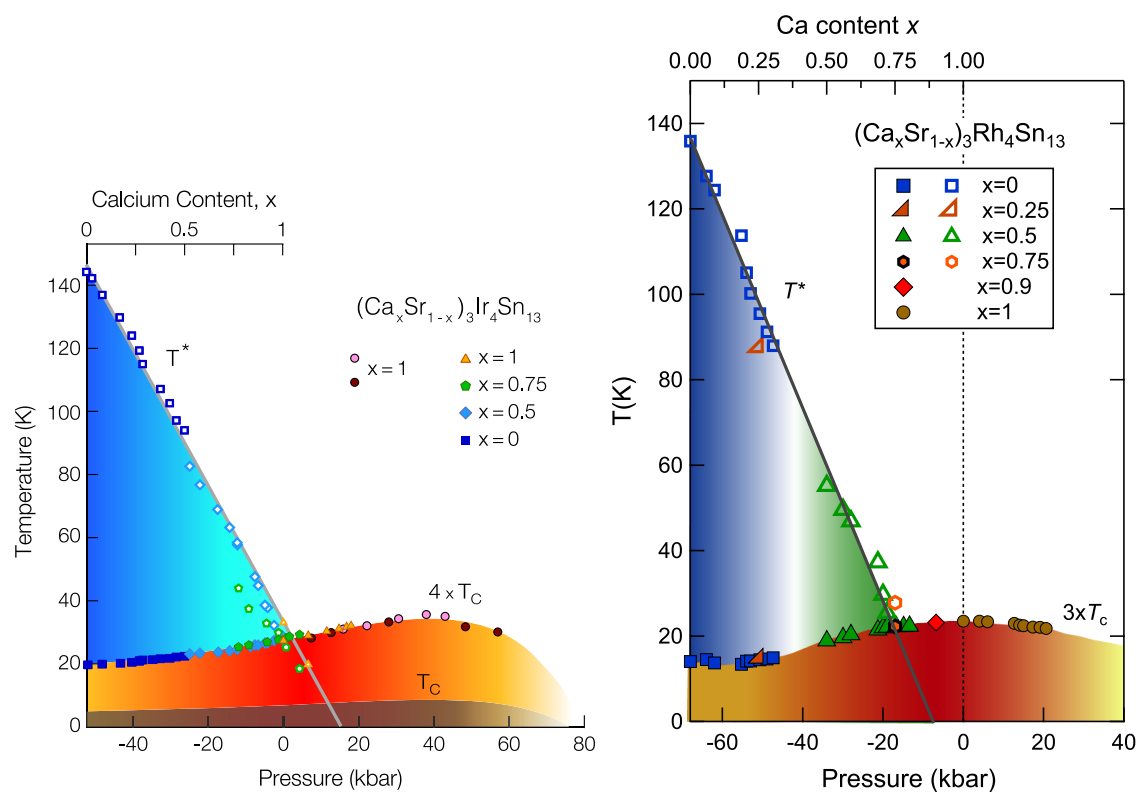 Calcium Content, x
0 0.5 1
(CaₓSr₁₋ₓ)₃Ir₄Sn₁₃
x = 1
x = 1
x = 0.75
x = 0.5
x = 0
T*
4 x T_C
T_C
140
120
100
80
60
40
20
0
Temperature (K)
-40 -20 0 20 40 60 80
Pressure (kbar)
Ca content x
0.00 0.25 0.50 0.75 1.00
(CaₓSr₁₋ₓ)₃Rh₄Sn₁₃
x=0
x=0.25
x=0.5
x=0.75
x=0.9
x=1
T*
3xT_c
140
120
100
80
60
40
20
0
T(K)
-60 -40 -20 0 20 40
Pressure (kbar)